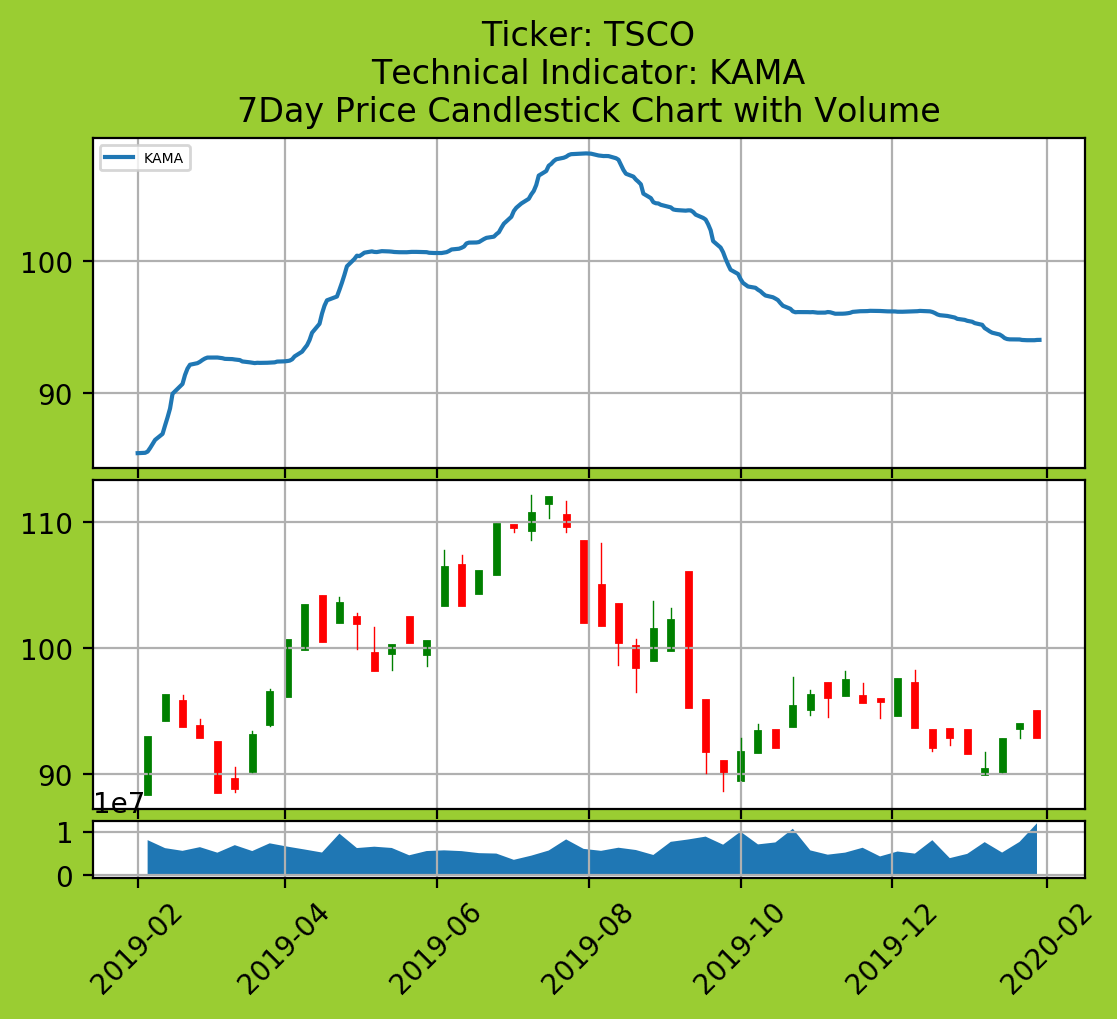 Ticker: TSCO
Technical Indicator: KAMA
7Day Price Candlestick Chart with Volume
KAMA
100
90
110
100
90
1e7
1
0
2019-02
2019-04
2019-06
2019-08
2019-10
2019-12
2020-02